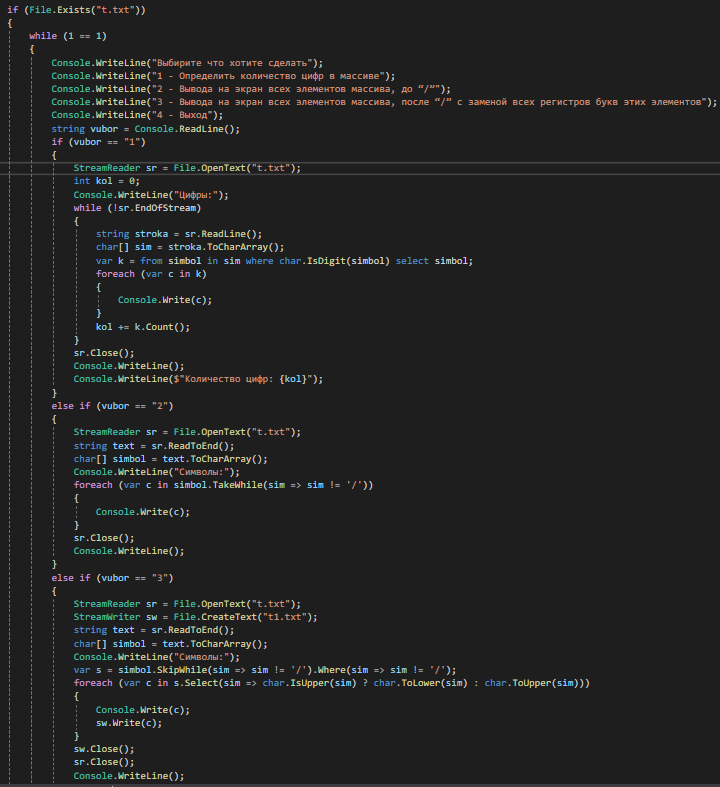 if (File.Exists("t.txt"))
{
while (1 == 1)
{
Console.WriteLine("Выбирите что хотите сделать");
Console.WriteLine("1 - Определить количество цифр в массиве");
Console.WriteLine("2 - Вывода на экран всех элементов массива, до “/”");
Console.WriteLine("3 - Вывода на экран всех элементов массива, после “/” с заменой всех регистров букв этих элементов");
Console.WriteLine("4 - Выход");
string vubor = Console.ReadLine();
if (vubor == "1")
{
StreamReader sr = File.OpenText("t.txt");
int kol = 0;
Console.WriteLine("Цифры:");
while (!sr.EndOfStream)
{
string stroka = sr.ReadLine();
char[] sim = stroka.ToCharArray();
var k = from simbol in sim where char.IsDigit(simbol) select simbol;
foreach (var c in k)
{
Console.Write(c);
}
kol += k.Count();
}
sr.Close();
Console.WriteLine();
Console.WriteLine($"Количество цифр: {kol}");
}
else if (vubor == "2")
{
StreamReader sr = File.OpenText("t.txt");
string text = sr.ReadToEnd();
char[] simbol = text.ToCharArray();
Console.WriteLine("Символы:");
foreach (var c in simbol.TakeWhile(sim => sim != '/'))
{
Console.Write(c);
}
sr.Close();
Console.WriteLine();
}
else if (vubor == "3")
{
StreamReader sr = File.OpenText("t.txt");
StreamWriter sw = File.CreateText("t1.txt");
string text = sr.ReadToEnd();
char[] simbol = text.ToCharArray();
Console.WriteLine("Символы:");
var s = simbol.SkipWhile(sim => sim != '/').Where(sim => sim != '/');
foreach (var c in s.Select(sim => char.IsUpper(sim) ? char.ToLower(sim) : char.ToUpper(sim)))
{
Console.Write(c);
sw.Write(c);
}
sw.Close();
sr.Close();
Console.WriteLine();